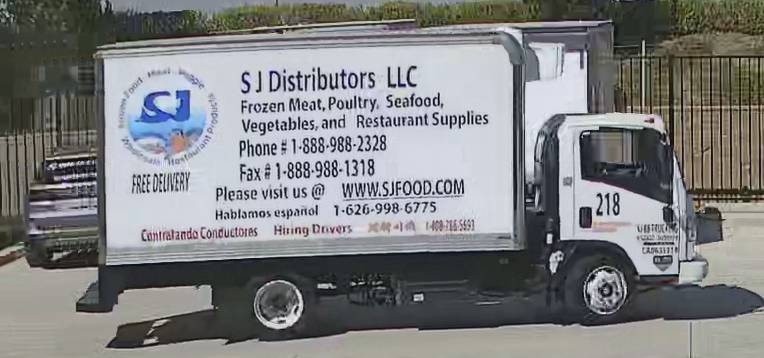 SJ
FREE DELIVERY
S J Distributors LLC
Frozen Meat, Poultry, Seafood,
Vegetables, and Restaurant Supplies
Phone # 1-888-988-2328
Fax # 1-888-988-1318
Please visit us @ WWW.SJFOOD.COM
Hablamos español 1-626-998-6775
Contratando Conductores Hiring Drivers
218